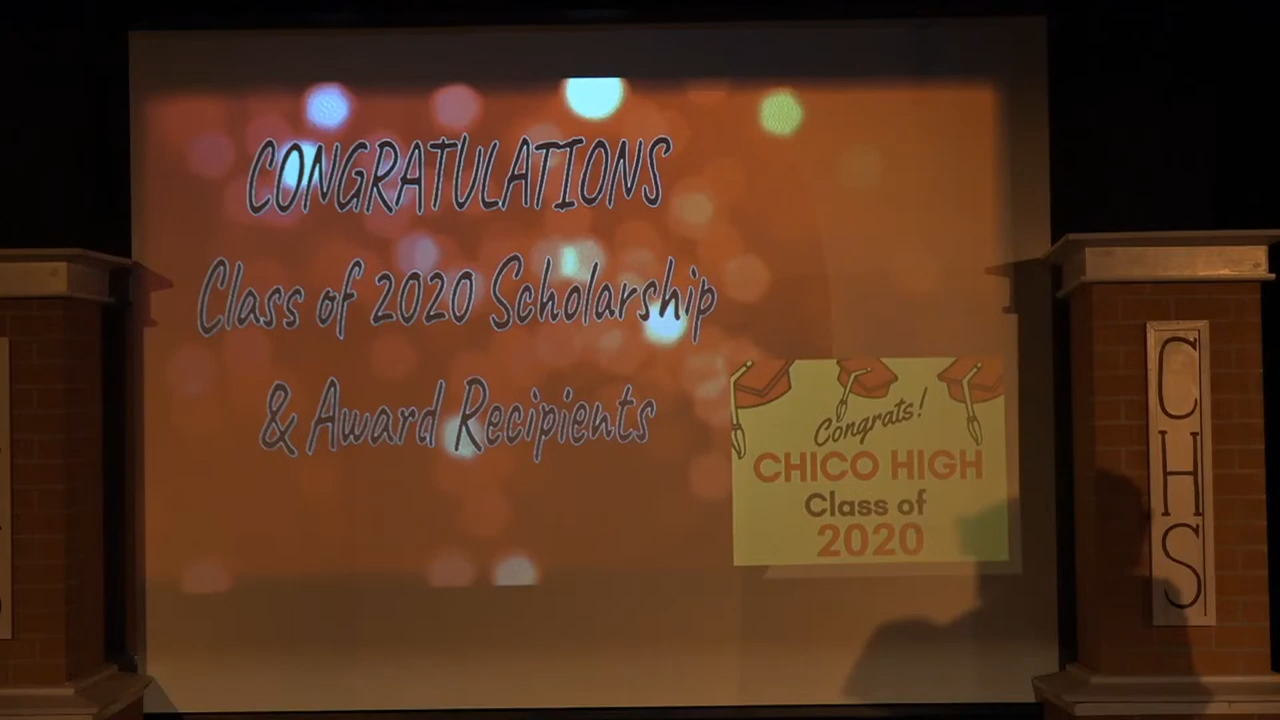 CONGRATULATIONS
Class of 2020 Scholarship
& Award Recipients
Congrats!
CHICO HIGH
Class of
2020
CHS